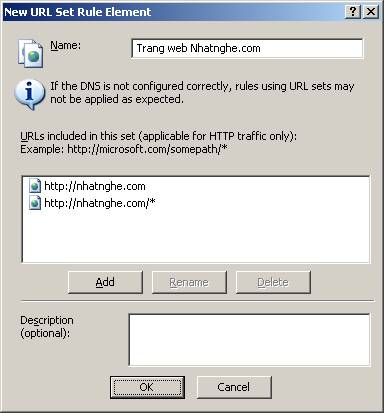 New URL Set Rule Element
Name:
Trang web Nhatnghe.com
If the DNS is not configured correctly, rules using URL sets may
not be applied as expected.
URLs included in this set (applicable for HTTP traffic only):
Example: http://microsoft.com/somepath/*
http://nhatnghe.com
http://nhatnghe.com/*
Add Rename Delete
Description
(optional):
OK Cancel